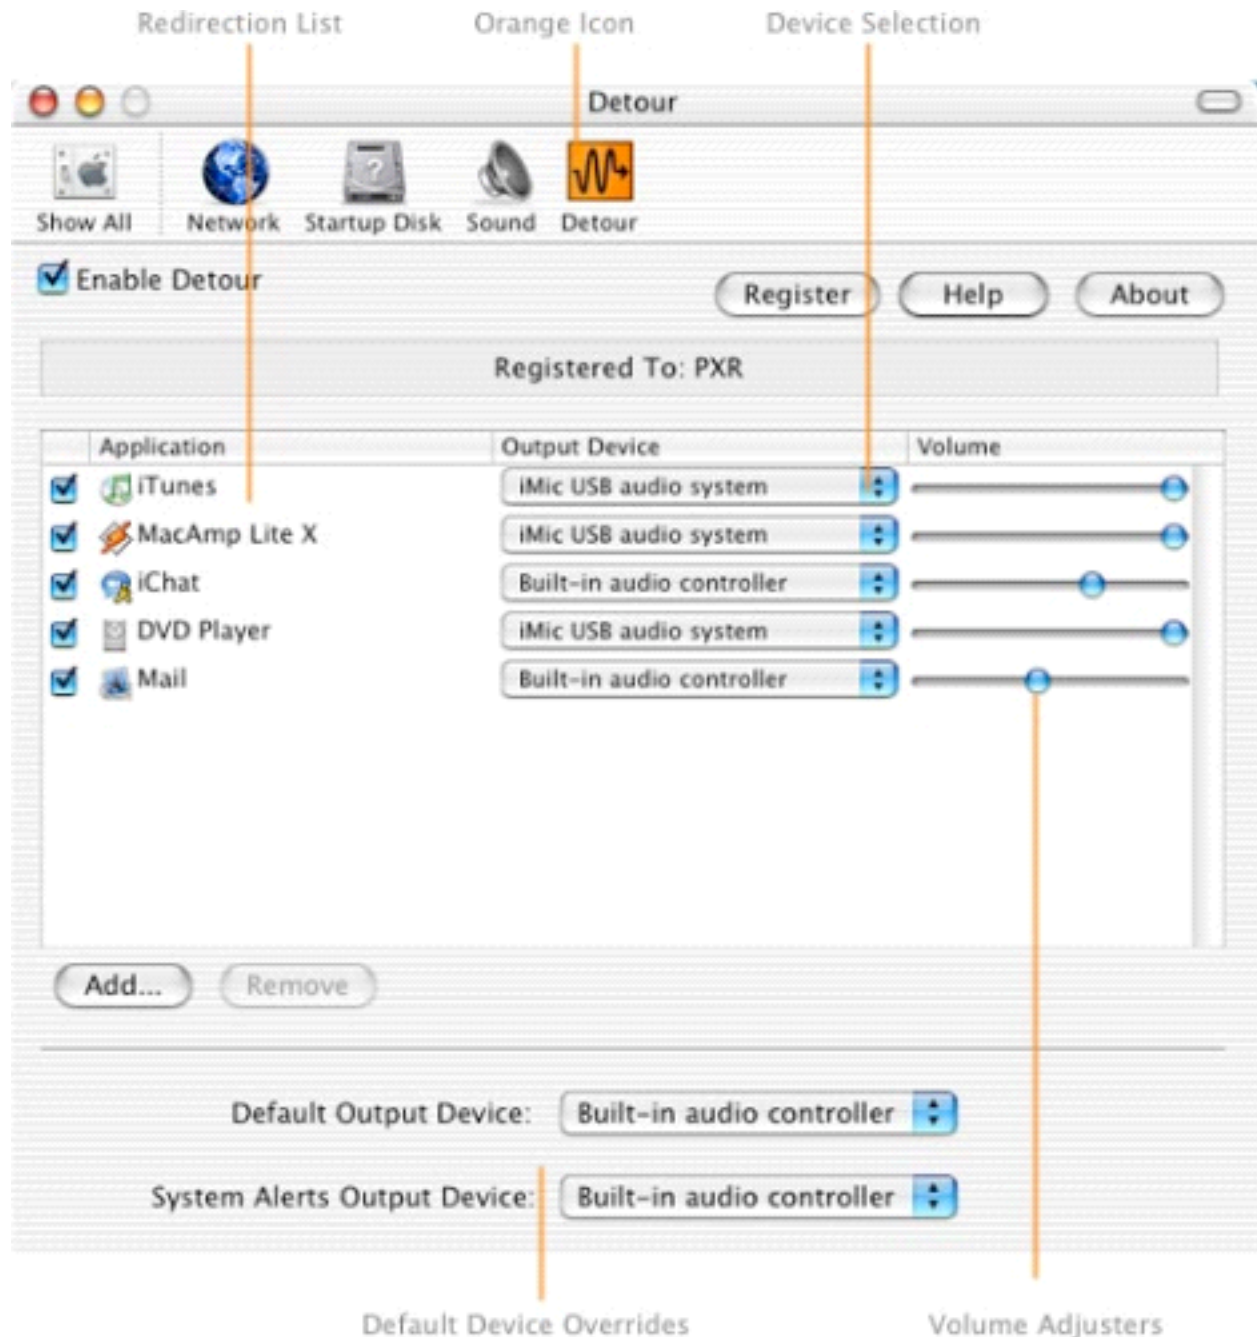 Redirection List Orange Icon Device Selection
Detour
Show All Network Startup Disk Sound Detour
Enable Detour
Register Help About
Registered To: PXR
Application Output Device Volume
iTunes iMic USB audio system
MacAmp Lite X iMic USB audio system
iChat Built-in audio controller
DVD Player iMic USB audio system
Mail Built-in audio controller
Add... Remove
Default Output Device: Built-in audio controller
System Alerts Output Device: Built-in audio controller
Default Device Overrides Volume Adjusters